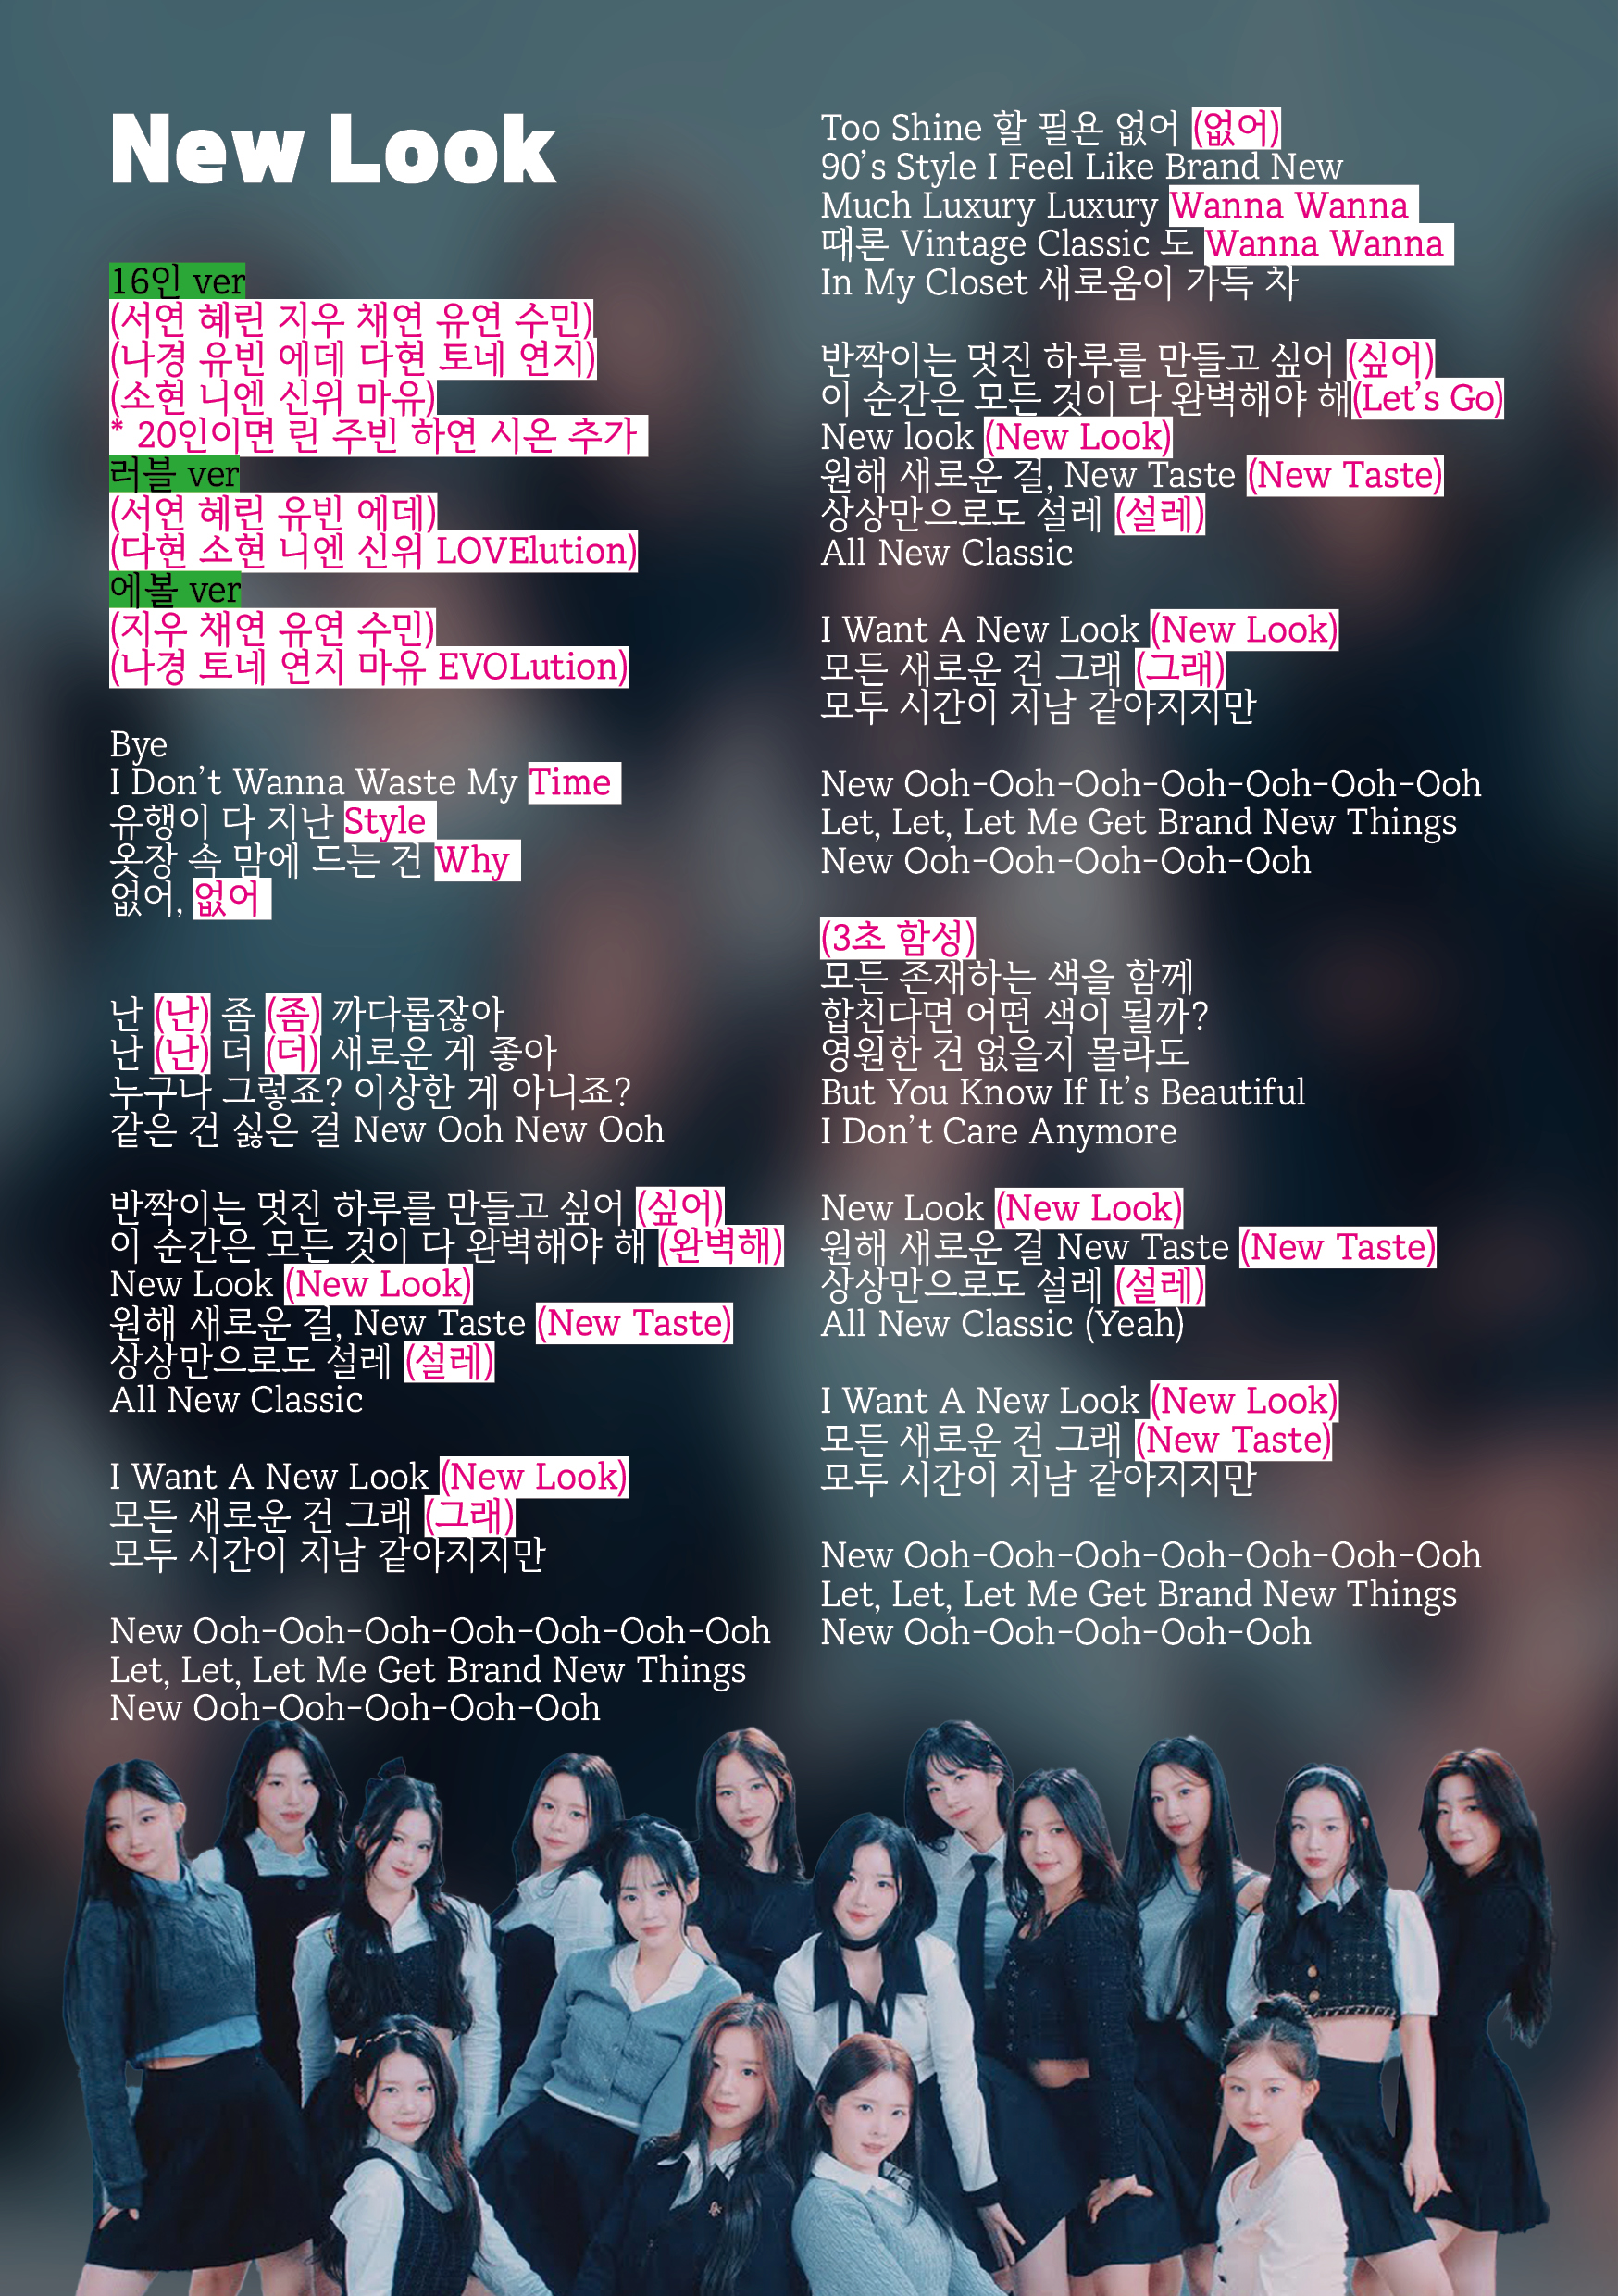 New Look
16인 ver
(서연 혜린 지우 채연 유연 수민)
(나경 유빈 에데 다현 토네 연지)
(소현 니엔 신위 마유)
* 20인이면 린 주빈 하연 시온 추가
러블 ver
(서연 혜린 유빈 에데)
(다현 소현 니엔 신위 LOVElution)
에볼 ver
(지우 채연 유연 수민)
(나경 토네 연지 마유 EVOLution)
Bye
I Don't Wanna Waste My Time
유행이 다 지난 Style
옷장 속 맘에 드는 건 Why
없어, 없어
난 (난) 좀 (좀) 까다롭잖아
난 (난) 더 (더) 새로운 게 좋아
누구나 그렇죠? 이상한 게 아니죠?
같은 건 싫은 걸 New Ooh New Ooh
반짝이는 멋진 하루를 만들고 싶어 (싶어)
이 순간은 모든 것이 다 완벽해야 해 (완벽해)
New Look (New Look)
원해 새로운 걸, New Taste (New Taste)
상상만으로도 설레 (설레)
All New Classic
I Want A New Look (New Look)
모든 새로운 건 그래 (그래)
모두 시간이 지남 같아지지만
New Ooh-Ooh-Ooh-Ooh-Ooh-Ooh-Ooh
Let, Let, Let Me Get Brand New Things
New Ooh-Ooh-Ooh-Ooh-Ooh
Too Shine 할 필욘 없어 (없어)
90's Style I Feel Like Brand New
Much Luxury Luxury Wanna Wanna
때론 Vintage Classic 도 Wanna Wanna
In My Closet 새로움이 가득 차
반짝이는 멋진 하루를 만들고 싶어 (싶어)
이 순간은 모든 것이 다 완벽해야 해(Let's Go)
New look (New Look)
원해 새로운 걸, New Taste (New Taste)
상상만으로도 설레 (설레)
All New Classic
I Want A New Look (New Look)
모든 새로운 건 그래 (그래)
모두 시간이 지남 같아지지만
New Ooh-Ooh-Ooh-Ooh-Ooh-Ooh-Ooh
Let, Let, Let Me Get Brand New Things
New Ooh-Ooh-Ooh-Ooh-Ooh
(3초 함성)
모든 존재하는 색을 함께
합친다면 어떤 색이 될까?
영원한 건 없을지 몰라도
But You Know If It's Beautiful
I Don't Care Anymore
New Look (New Look)
원해 새로운 걸 New Taste (New Taste)
상상만으로도 설레 (설레)
All New Classic (Yeah)
I Want A New Look (New Look)
모든 새로운 건 그래 (New Taste)
모두 시간이 지남 같아지지만
New Ooh-Ooh-Ooh-Ooh-Ooh-Ooh-Ooh
Let, Let, Let Me Get Brand New Things
New Ooh-Ooh-Ooh-Ooh-Ooh